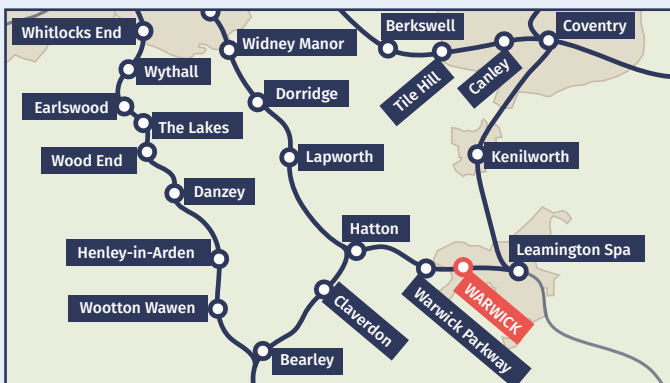 Whitlocks End
Berkswell
Coventry
Widney Manor
Wythall
Tile Hill
Canley
Dorridge
Earlswood
The Lakes
Lapworth
Kenilworth
Wood End
Danzey
Hatton
Leamington Spa
Henley-in-Arden
WARWICK
Wootton Wawen
Claverdon
Warwick Parkway
Bearley